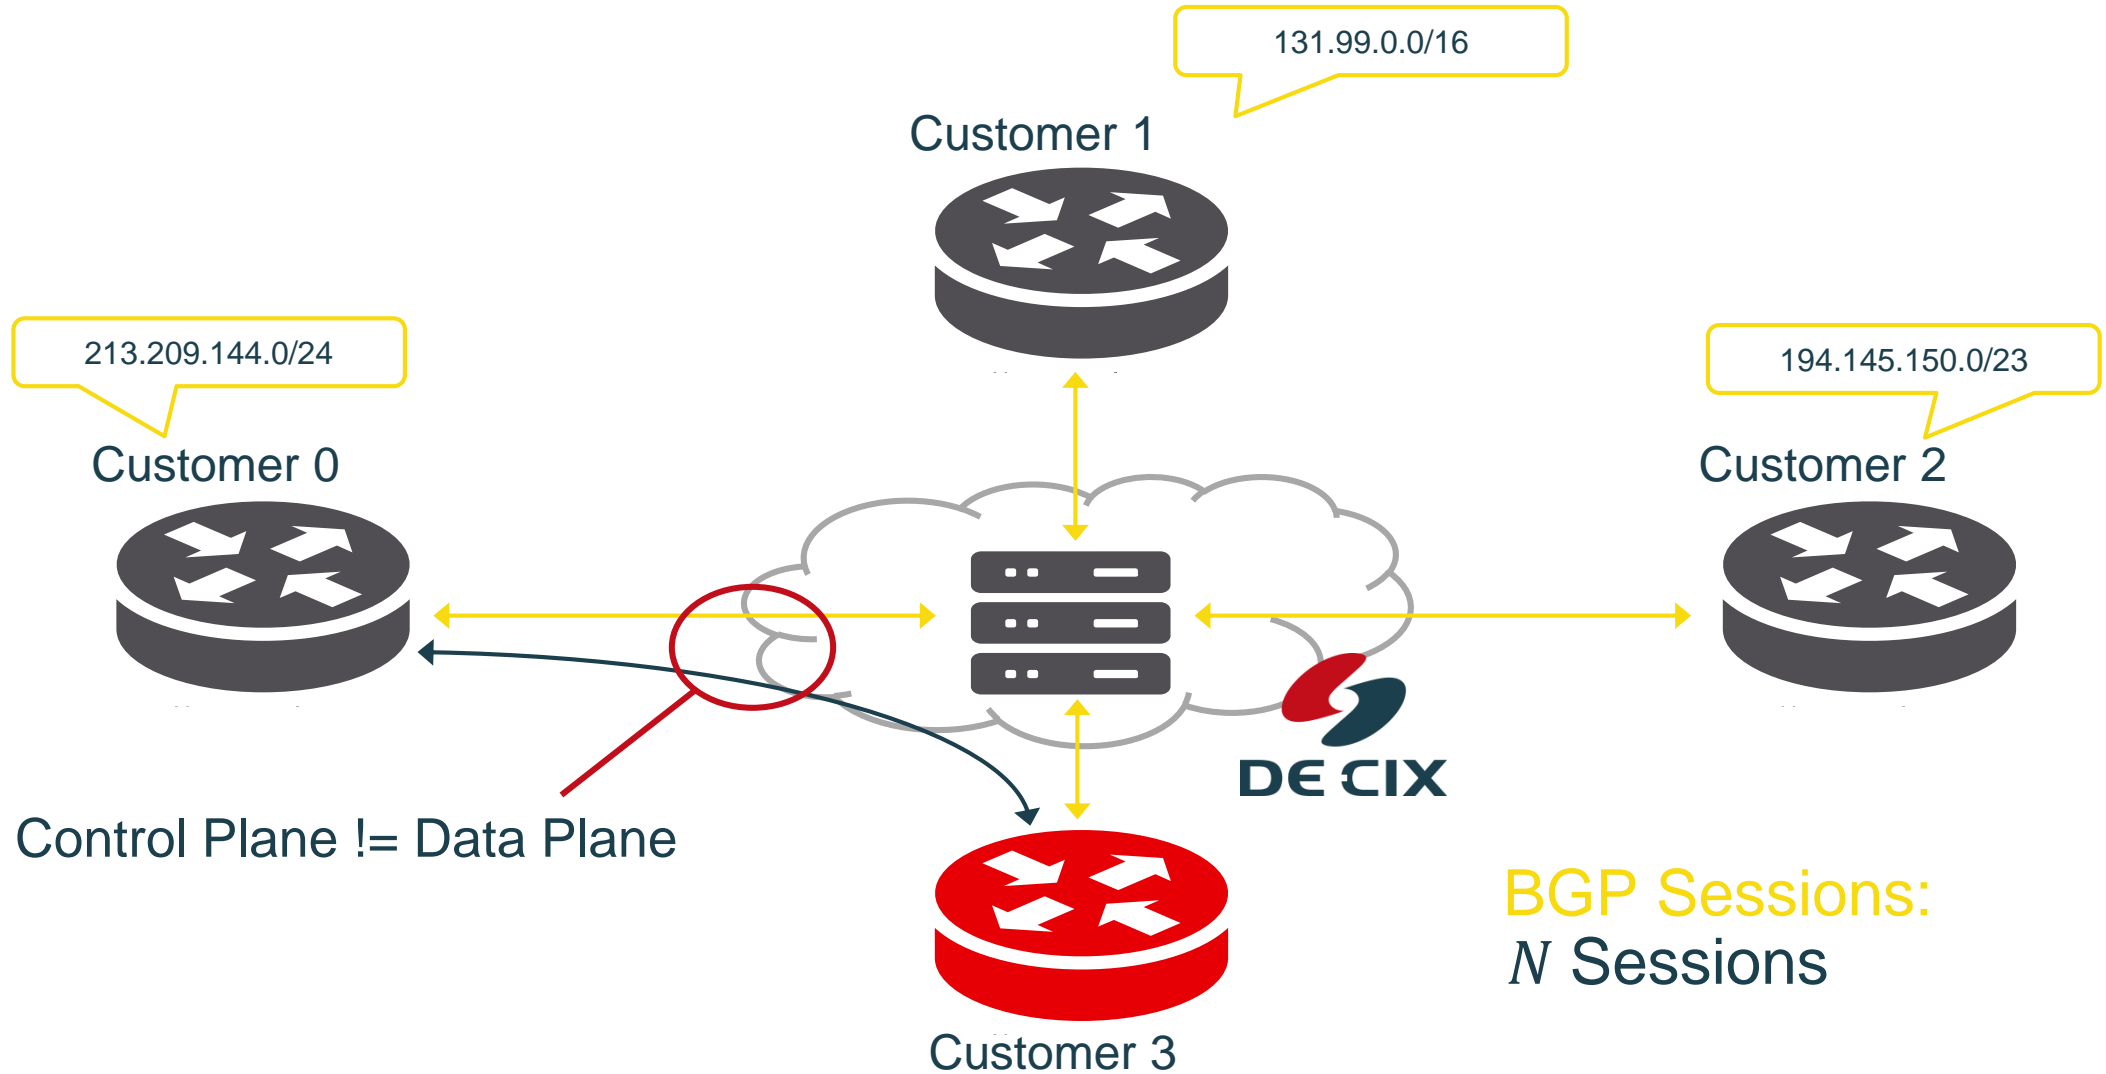 131.99.0.0/16
Customer 1
213.209.144.0/24
194.145.150.0/23
Customer 0
Customer 2
DE CIX
Control Plane != Data Plane
BGP Sessions:
N Sessions
Customer 3